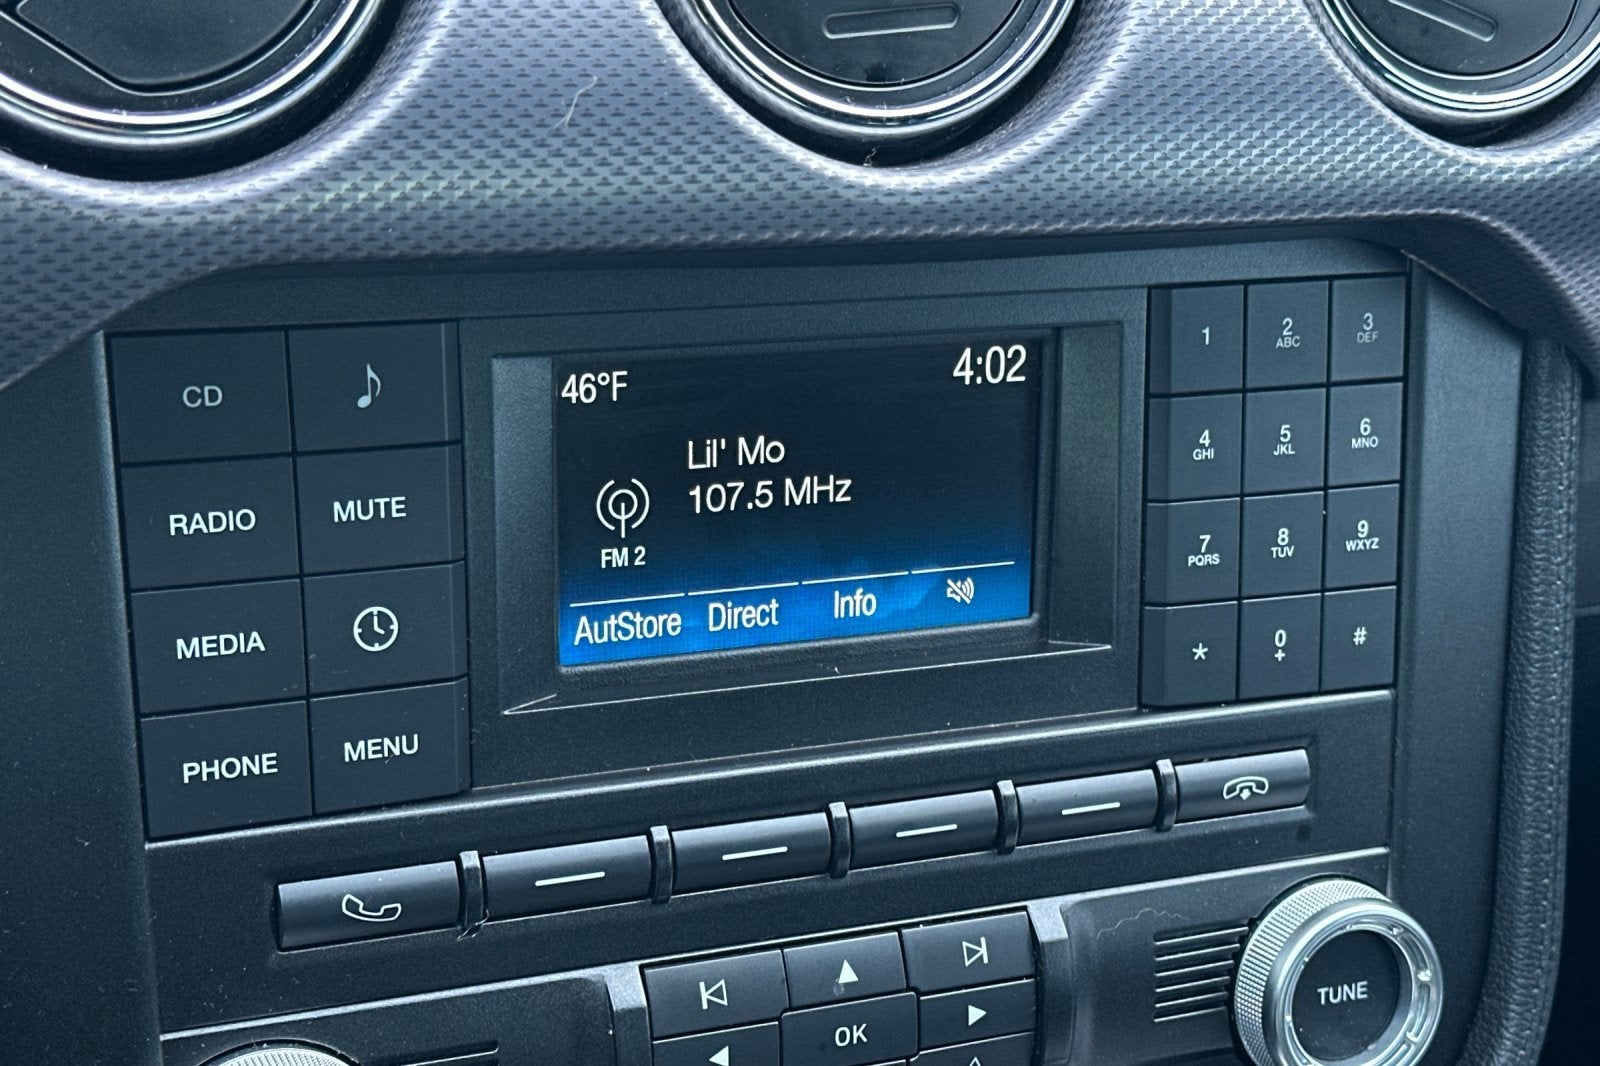 46°F 4:02
Lil' Mo
107.5 MHz
FM 2
AutStore Direct Info
CD
RADIO MUTE
MEDIA
PHONE MENU
1 2 ABC 3 DEF
4 GHI 5 JKL 6 MNO
7 PQRS 8 TUV 9 WXYZ
* 0 + #
OK
TUNE